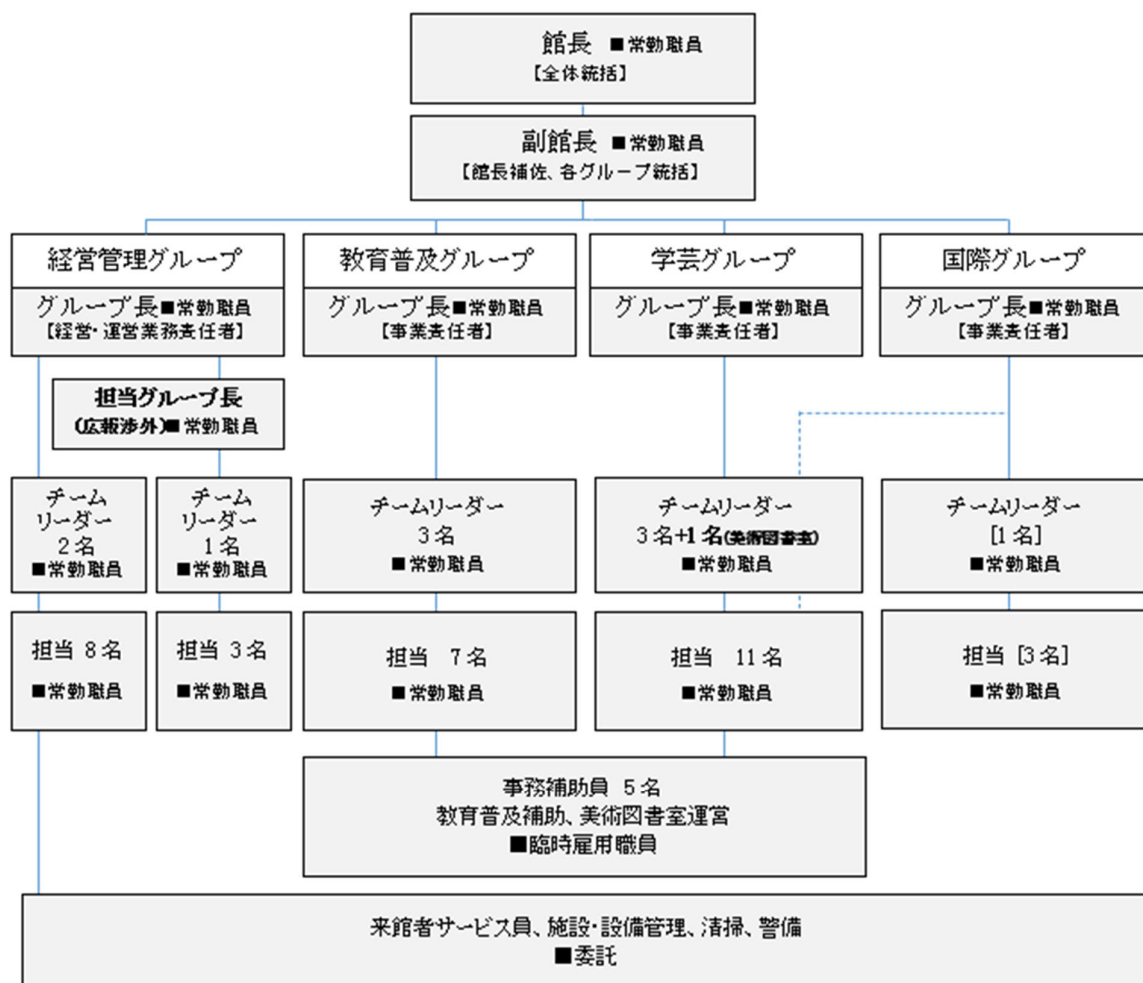 館長 ■常勤職員
【全体統括】
副館長 ■常勤職員
【館長補佐、各グループ統括】
経営管理グループ
グループ長■常勤職員
【経営・運営業務責任者】
教育普及グループ
グループ長■常勤職員
【事業責任者】
学芸グループ
グループ長■常勤職員
【事業責任者】
国際グループ
グループ長■常勤職員
【事業責任者】
担当グループ長
(広報渉外)■常勤職員
チーム
リーダー
2名
■常勤職員
チーム
リーダー
1名
■常勤職員
チームリーダー
3名
■常勤職員
チームリーダー
3名+1名(美術図書室)
■常勤職員
チームリーダー
[1名]
■常勤職員
担当 8名
■常勤職員
担当 3名
■常勤職員
担当 7名
■常勤職員
担当 11名
■常勤職員
担当 [3名]
■常勤職員
事務補助員 5名
教育普及補助、美術図書室運営
■臨時雇用職員
来館者サービス員、施設・設備管理、清掃、警備
■委託